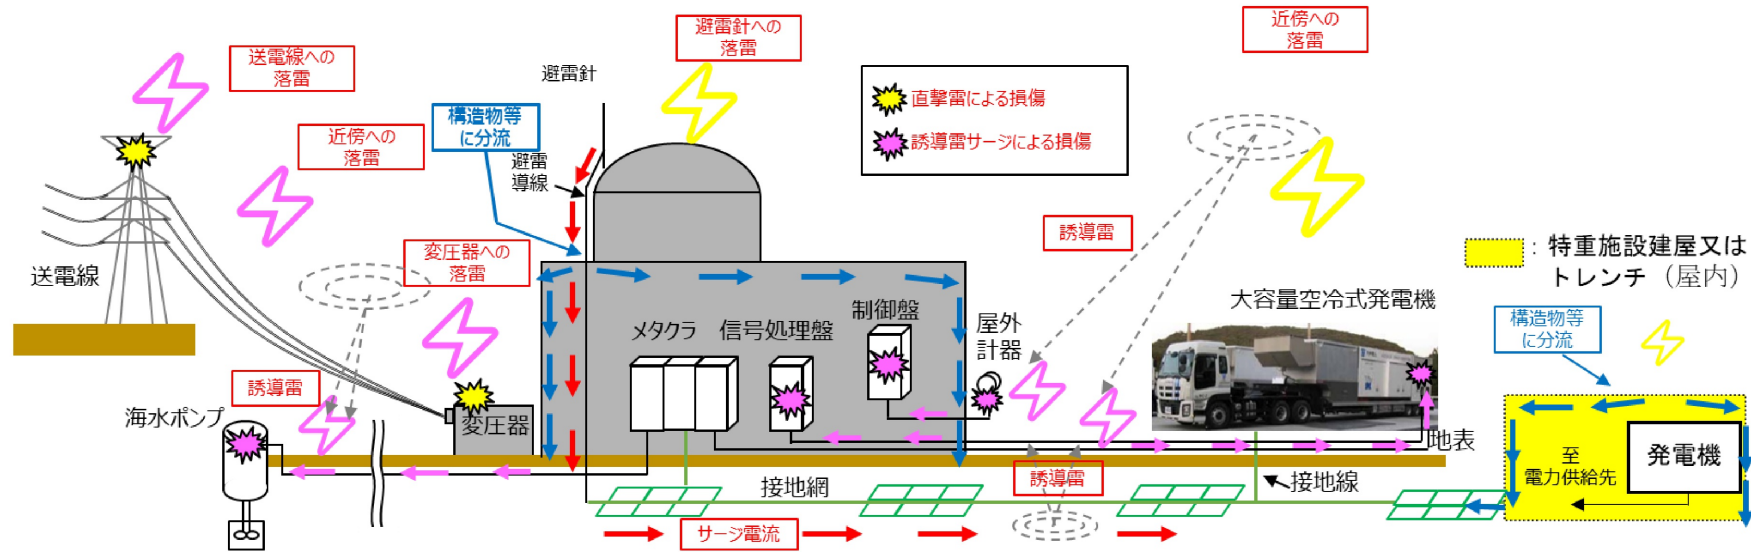 送電線への
落雷
近傍への
落雷
避雷針への
落雷
避雷針
構造物等
に分流
避雷
導線
変圧器への
落雷
直撃雷による損傷
誘導雷サージによる損傷
近傍への
落雷
誘導雷
：特重施設建屋又は
トレンチ（屋内）
送電線
誘導雷
海水ポンプ
変圧器
メタクラ
信号処理盤
制御盤
屋外
計器
大容量空冷式発電機
構造物等
に分流
地表
至
電力供給先
発電機
誘導雷
接地網
接地線
サージ電流